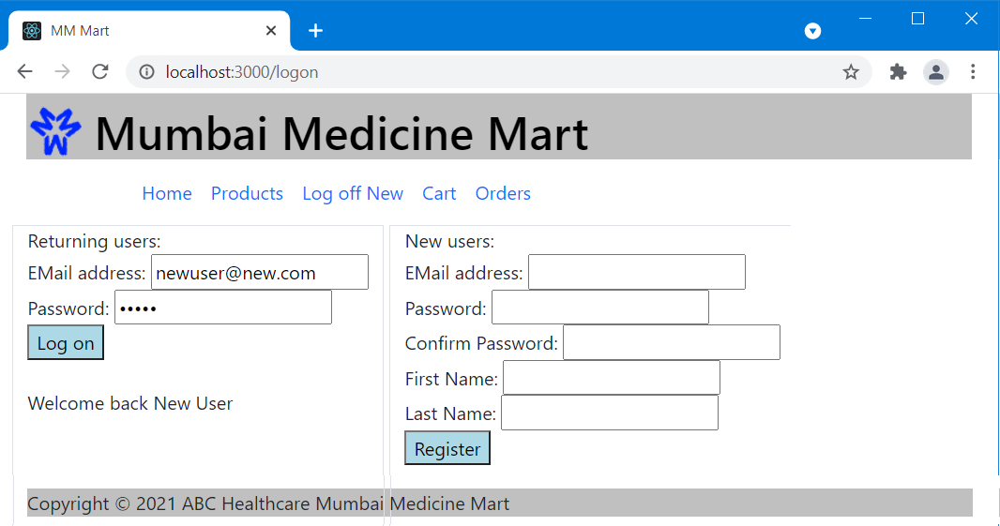 MM Mart
localhost:3000/logon
Mumbai Medicine Mart
Home Products Log off New Cart Orders
Returning users:
EMail address: newuser@new.com
Password: •••••
Log on
Welcome back New User
New users:
EMail address:
Password:
Confirm Password:
First Name:
Last Name:
Register
Copyright © 2021 ABC Healthcare Mumbai Medicine Mart